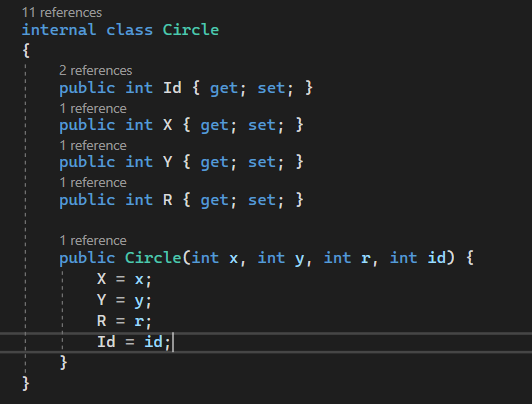 11 references
internal class Circle
{
2 references
public int Id { get; set; }
1 reference
public int X { get; set; }
1 reference
public int Y { get; set; }
1 reference
public int R { get; set; }
1 reference
public Circle(int x, int y, int r, int id) {
X = x;
Y = y;
R = r;
Id = id;
}
}